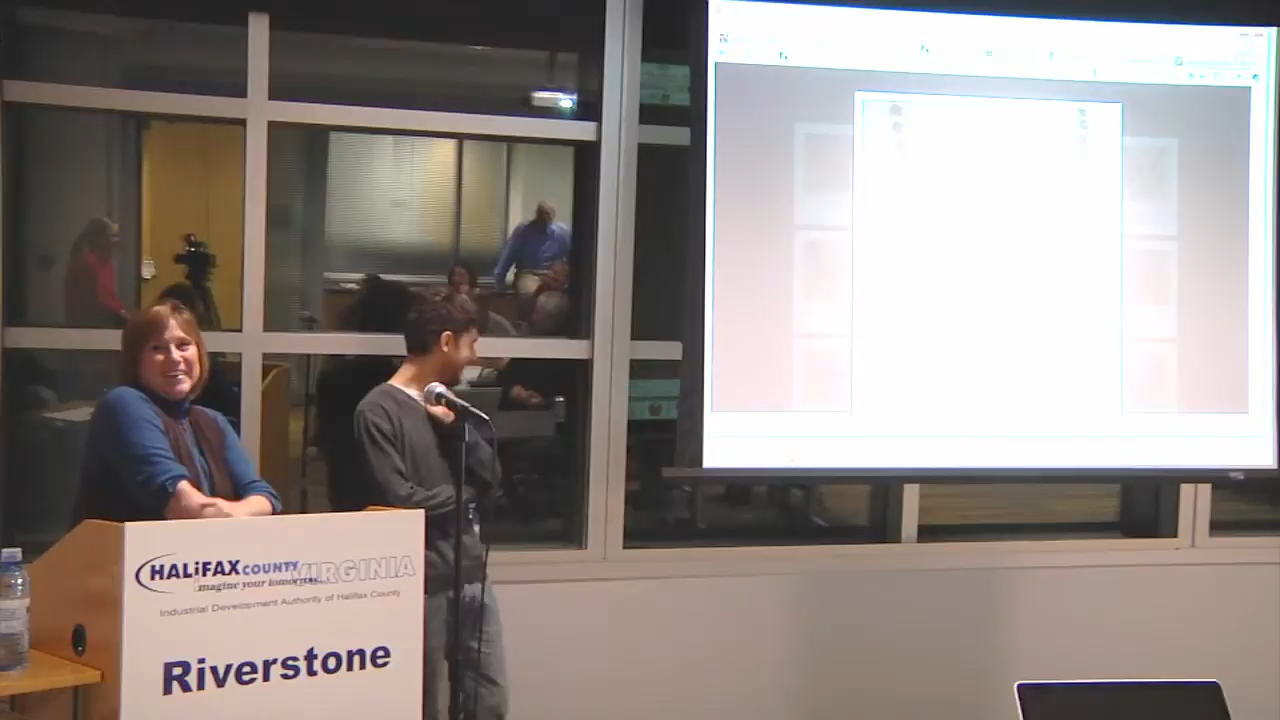 HALiFAX COUNTY VIRGINIA
imagine your tomorrow...
Industrial Development Authority of Halifax County
Riverstone